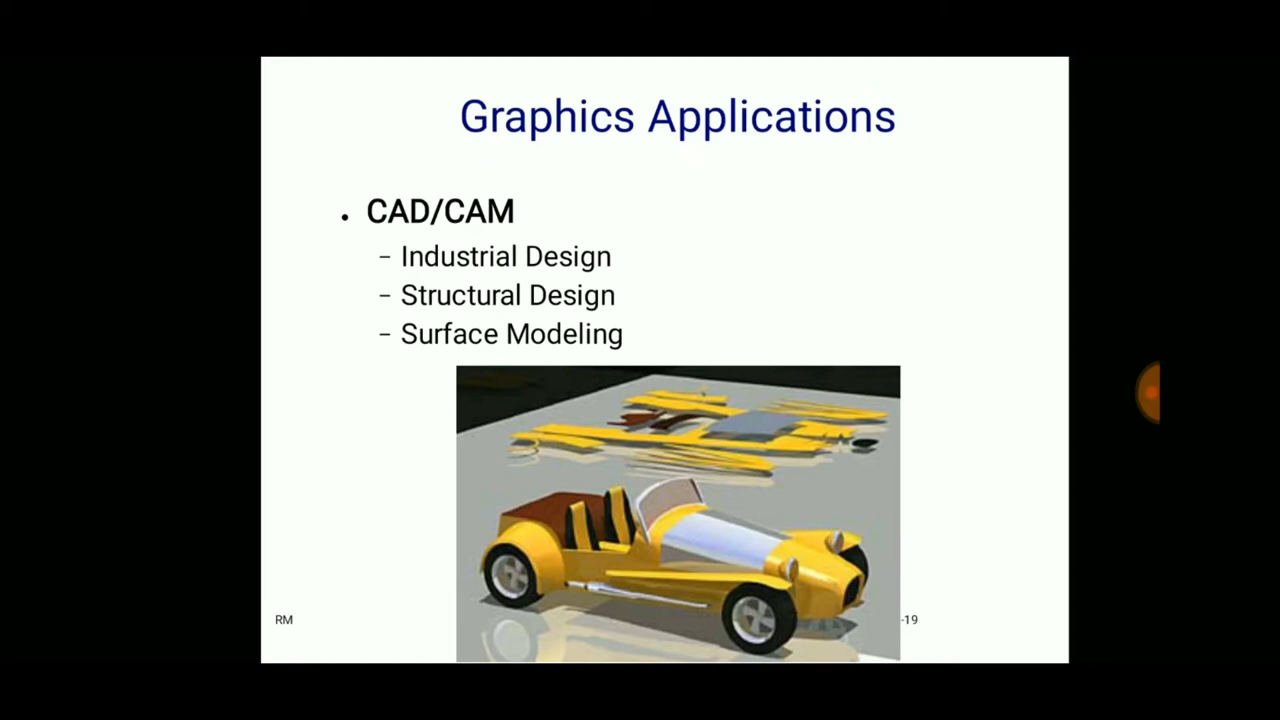 Graphics Applications
• CAD/CAM
– Industrial Design
– Structural Design
– Surface Modeling
RM
-19